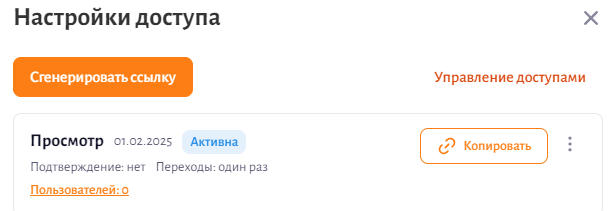 Настройки доступа
Сгенерировать ссылку
Управление доступами
Просмотр 01.02.2025 Активна
Копировать
Подтверждение: нет Переходы: один раз
Пользователей: 0